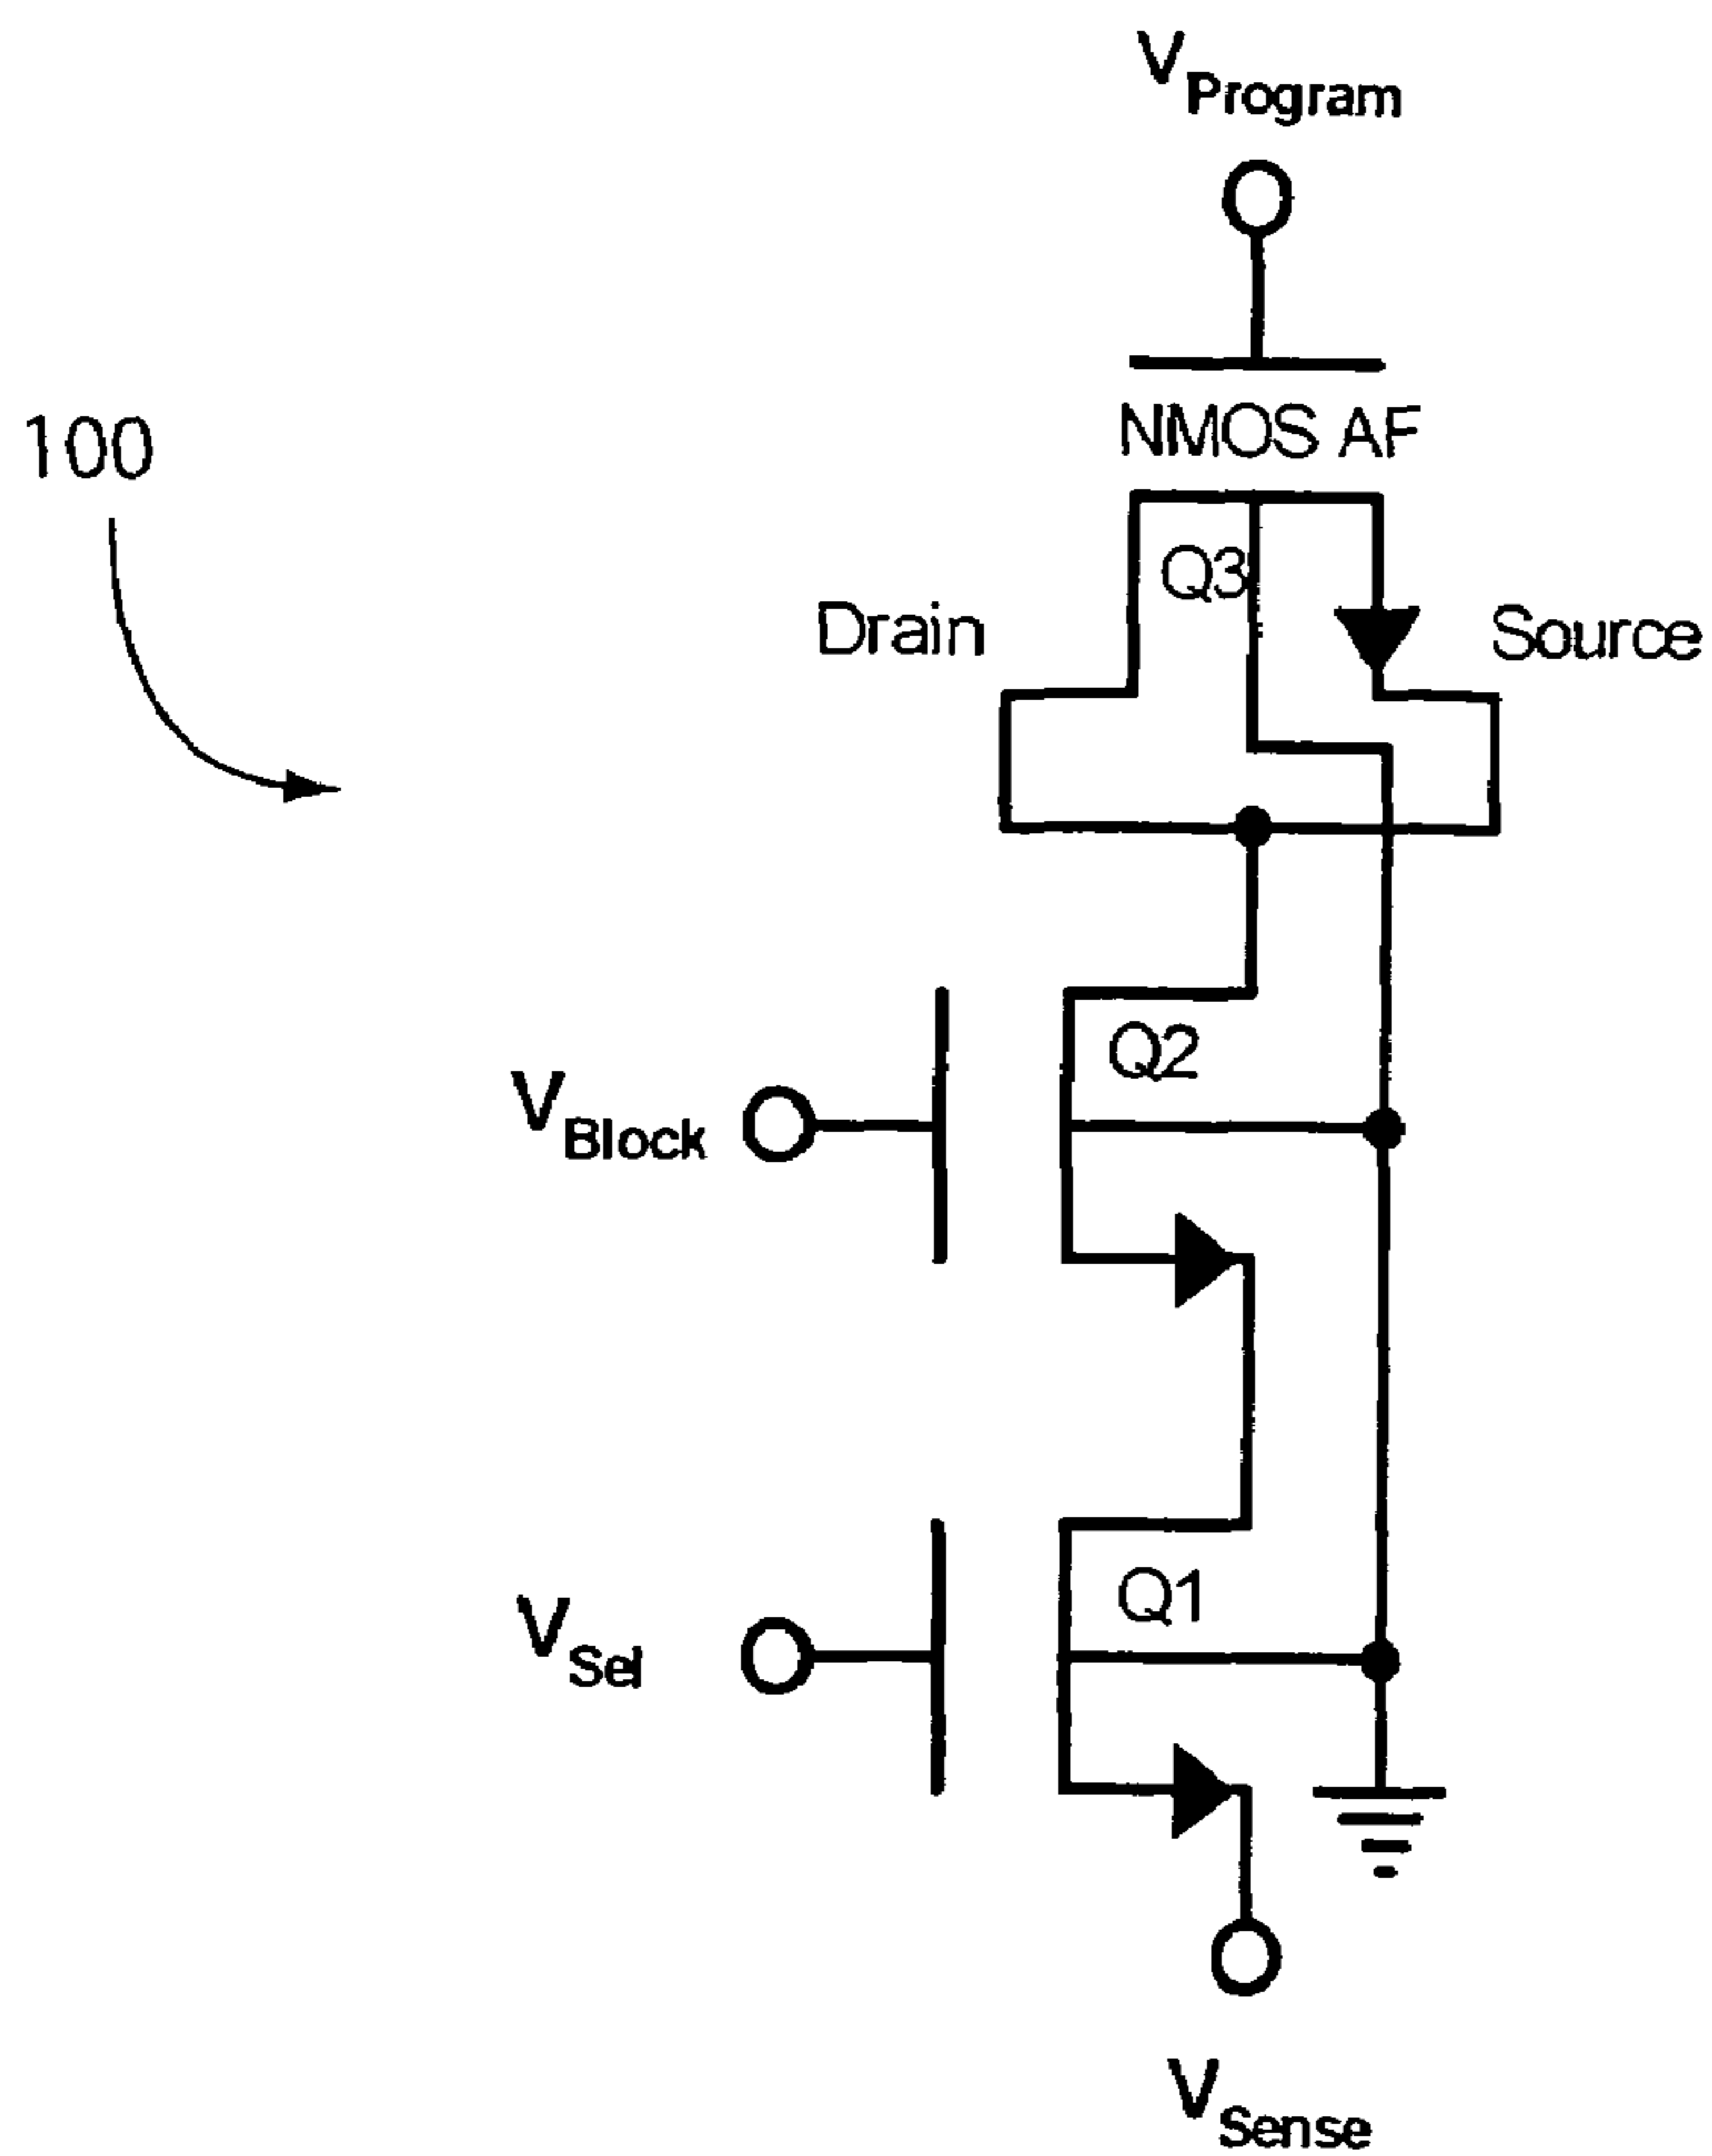 VProgram
100
NMOS AF
Q3
Drain
Source
Q2
VBlock
Q1
VSel
VSense